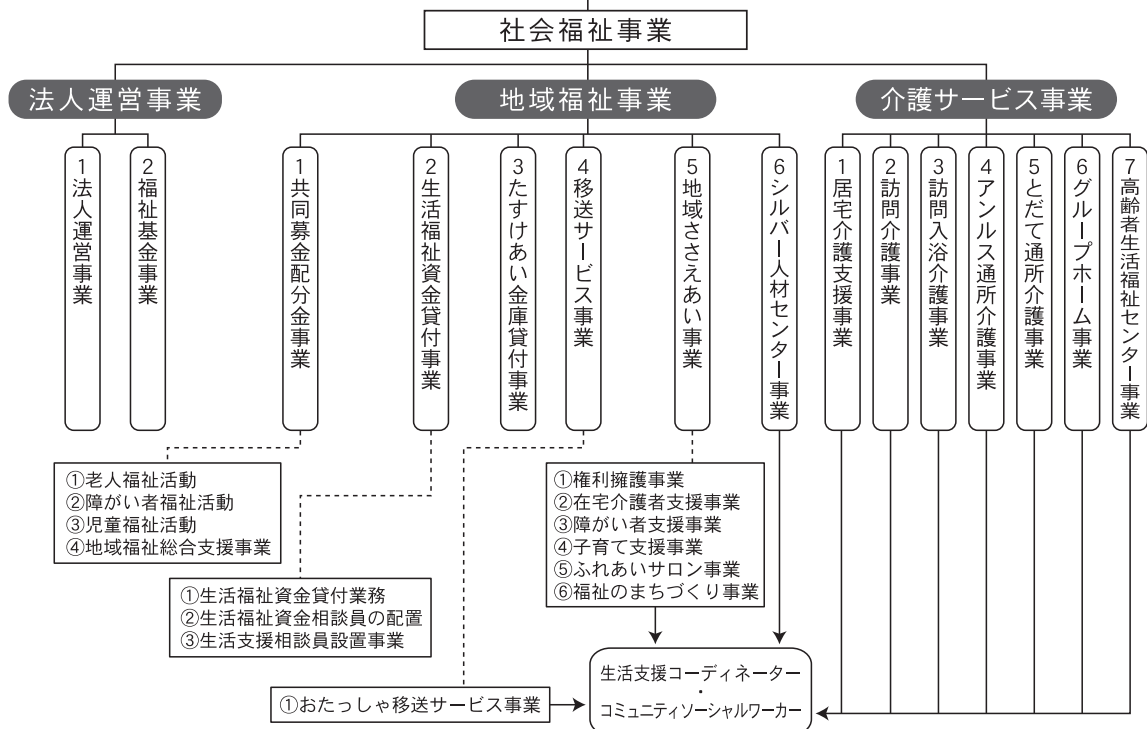 社会福祉事業
法人運営事業
地域福祉事業
介護サービス事業
1法人運営事業
2福祉基金事業
1共同募金配分金事業
2生活福祉資金貸付事業
3たすけあい金庫貸付事業
4移送サービス事業
5地域ささえあい事業
6シルバー人材センター事業
1居宅介護支援事業
2訪問介護事業
3訪問入浴介護事業
4アンルス通所介護事業
5とだて通所介護事業
6グループホーム事業
7高齢者生活福祉センター事業
①老人福祉活動
②障がい者福祉活動
③児童福祉活動
④地域福祉総合支援事業
①生活福祉資金貸付業務
②生活福祉資金相談員の配置
③生活支援相談員設置事業
①おたっしゃ移送サービス事業
①権利擁護事業
②在宅介護者支援事業
③障がい者支援事業
④子育て支援事業
⑤ふれあいサロン事業
⑥福祉のまちづくり事業
生活支援コーディネーター
・
コミュニティソーシャルワーカー